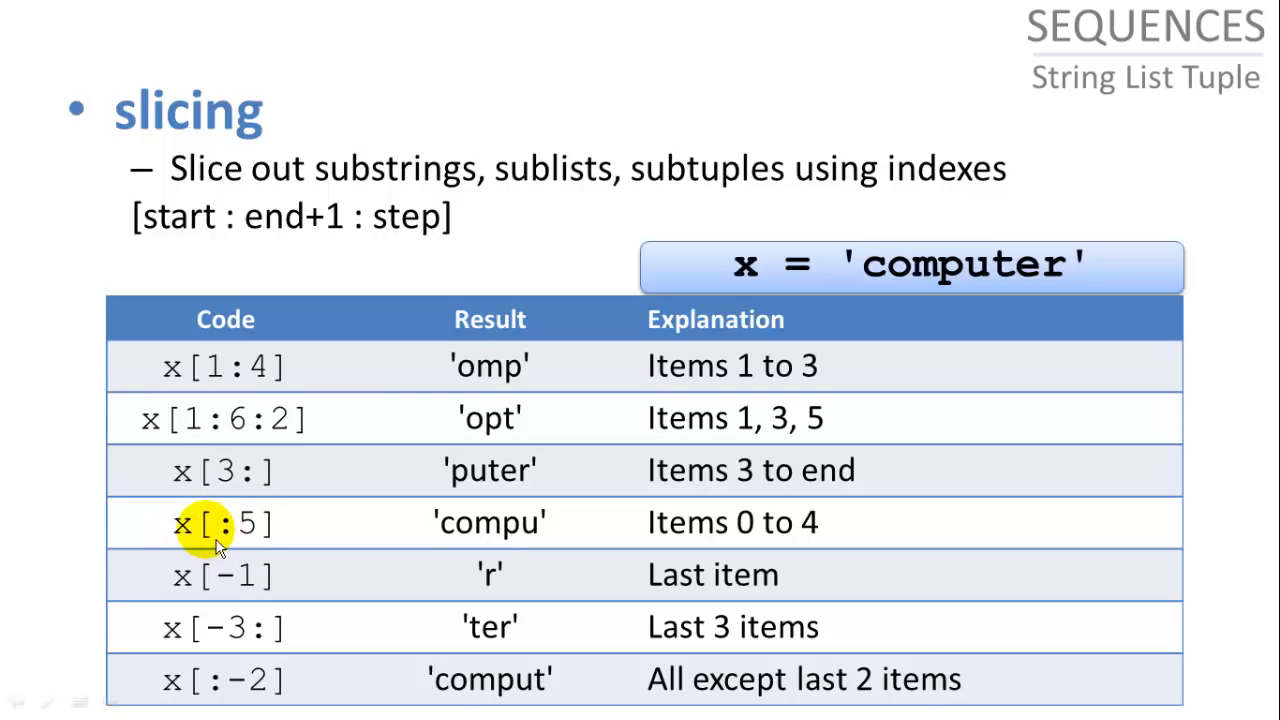 SEQUENCES
String List Tuple
• slicing
– Slice out substrings, sublists, subtuples using indexes
[start : end+1 : step]
x = 'computer'
Code Result Explanation
x[1:4] 'omp' Items 1 to 3
x[1:6:2] 'opt' Items 1, 3, 5
x[3:] 'puter' Items 3 to end
x[:5] 'compu' Items 0 to 4
x[-1] 'r' Last item
x[-3:] 'ter' Last 3 items
x[:-2] 'comput' All except last 2 items